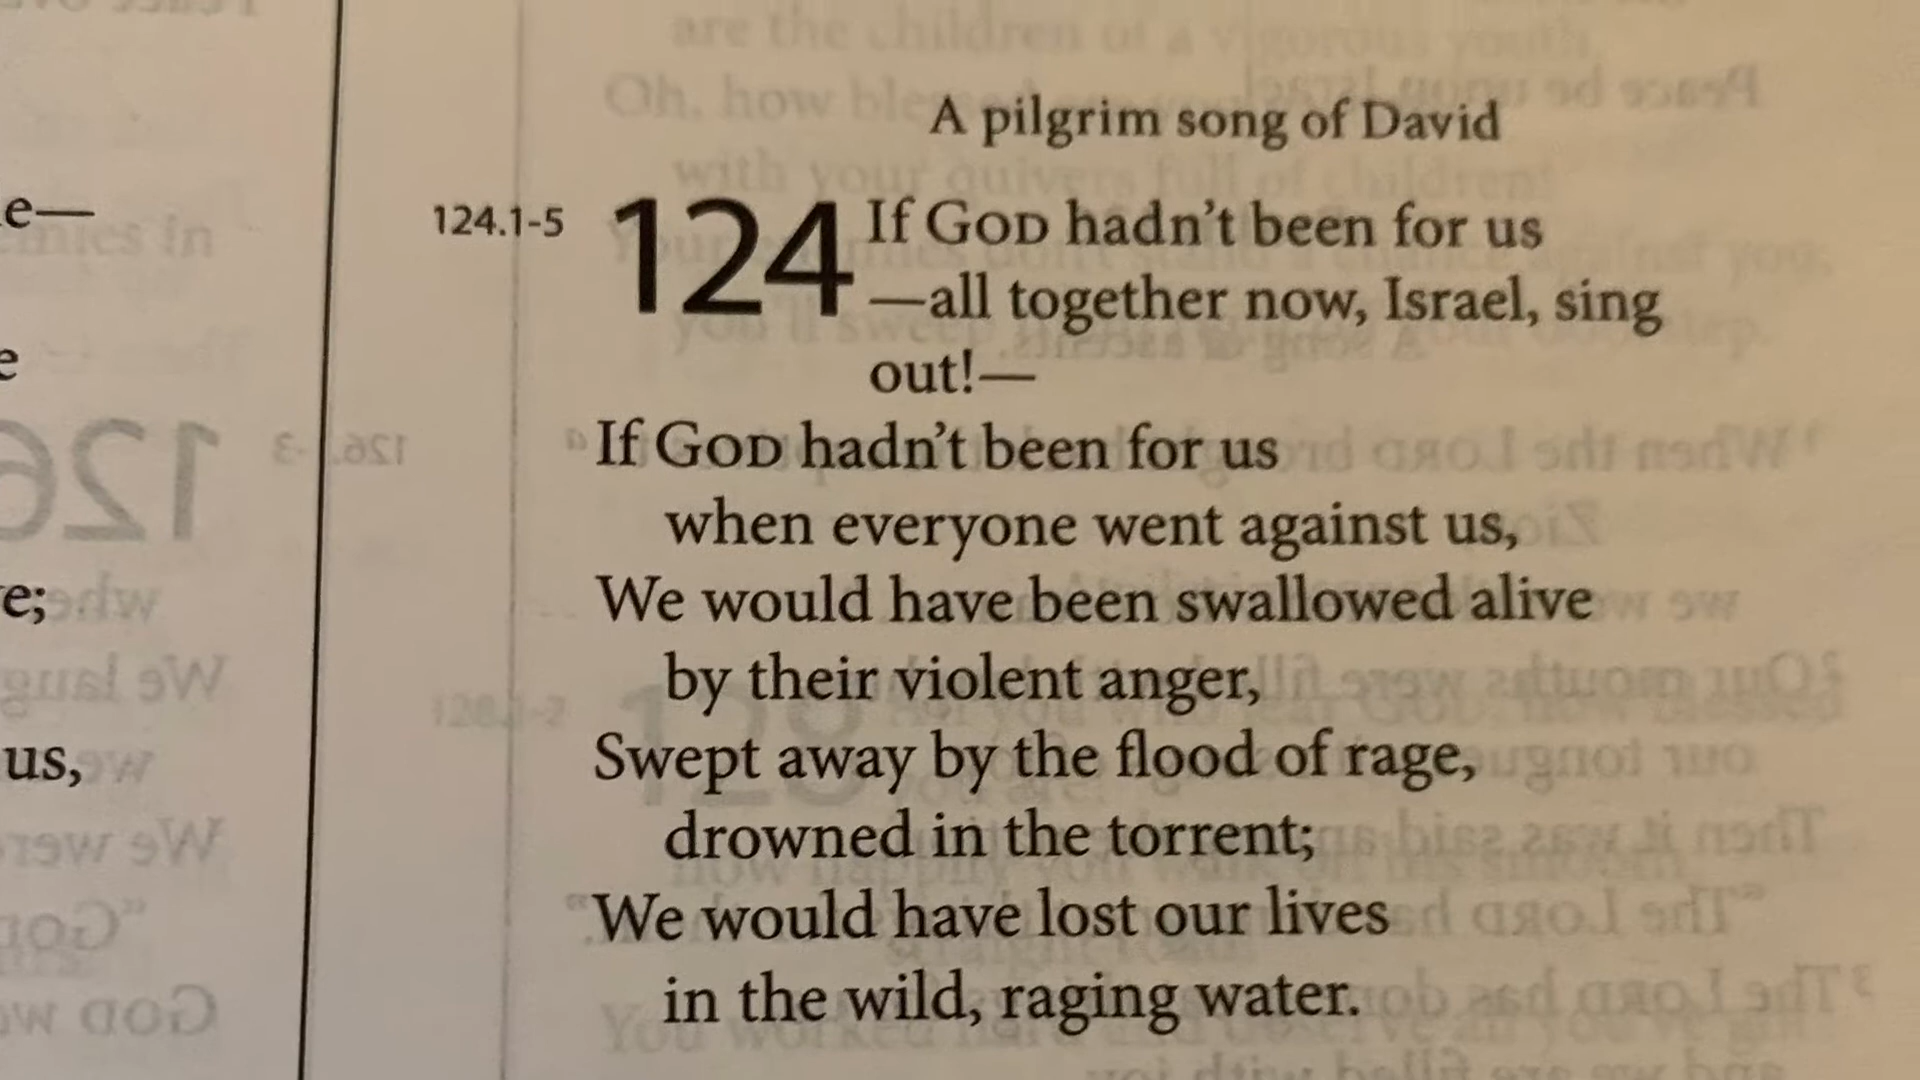 A pilgrim song of David
124.1-5 124 If GOD hadn't been for us
—all together now, Israel, sing
out!—
If GOD hadn't been for us
when everyone went against us,
We would have been swallowed alive
by their violent anger,
Swept away by the flood of rage,
drowned in the torrent;
We would have lost our lives
in the wild, raging water.
e—
e
e;
us,